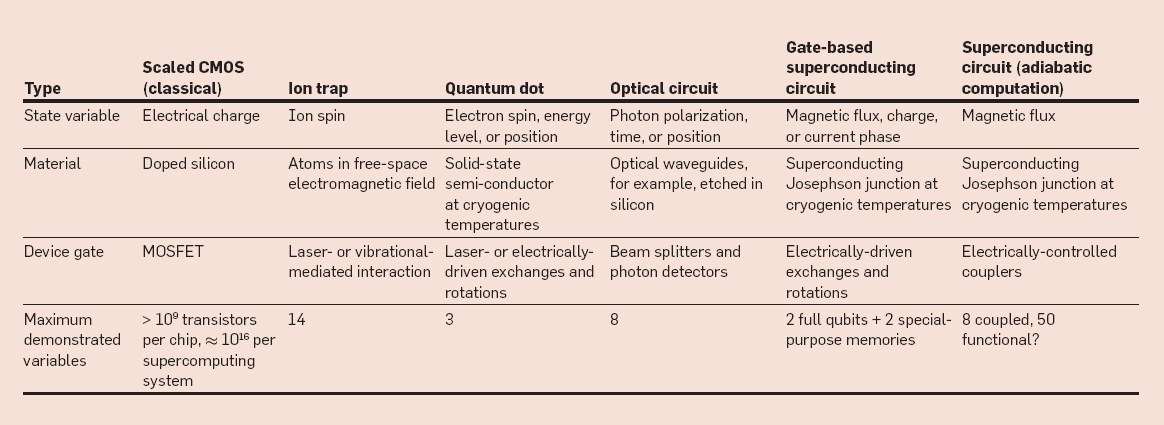 Type
Scaled CMOS
(classical)
Ion trap
Quantum dot
Optical circuit
Gate-based
superconducting
circuit
Superconducting
circuit (adiabatic
computation)
State variable
Electrical charge
Ion spin
Electron spin, energy
level, or position
Photon polarization,
time, or position
Magnetic flux, charge,
or current phase
Magnetic flux
Material
Doped silicon
Atoms in free-space
electromagnetic field
Solid-state
semi-conductor
at cryogenic
temperatures
Optical waveguides,
for example, etched in
silicon
Superconducting
Josephson junction at
cryogenic temperatures
Superconducting
Josephson junction at
cryogenic temperatures
Device gate
MOSFET
Laser- or vibrational-
mediated interaction
Laser- or electrically-
driven exchanges and
rotations
Beam splitters and
photon detectors
Electrically-driven
exchanges and
rotations
Electrically-controlled
couplers
Maximum
demonstrated
variables
> 10⁹ transistors
per chip, ≈ 10¹⁶ per
supercomputing
system
14
3
8
2 full qubits + 2 special-
purpose memories
8 coupled, 50
functional?